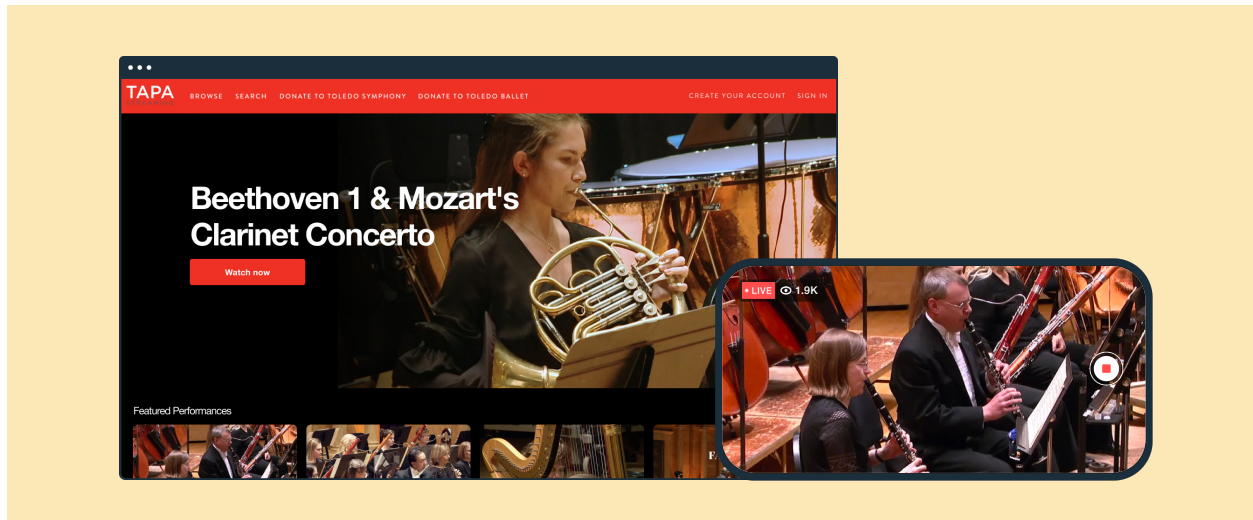 TAPA
STREAMING
BROWSE SEARCH DONATE TO TOLEDO SYMPHONY DONATE TO TOLEDO BALLET CREATE YOUR ACCOUNT SIGN IN
Beethoven 1 & Mozart's
Clarinet Concerto
Watch now
LIVE 1.9K
Featured Performances